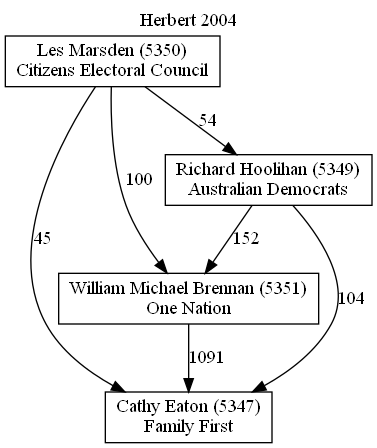 Herbert 2004
Les Marsden (5350)
Citizens Electoral Council
54
Richard Hoolihan (5349)
Australian Democrats
100
45
152
William Michael Brennan (5351)
One Nation
104
1091
Cathy Eaton (5347)
Family First